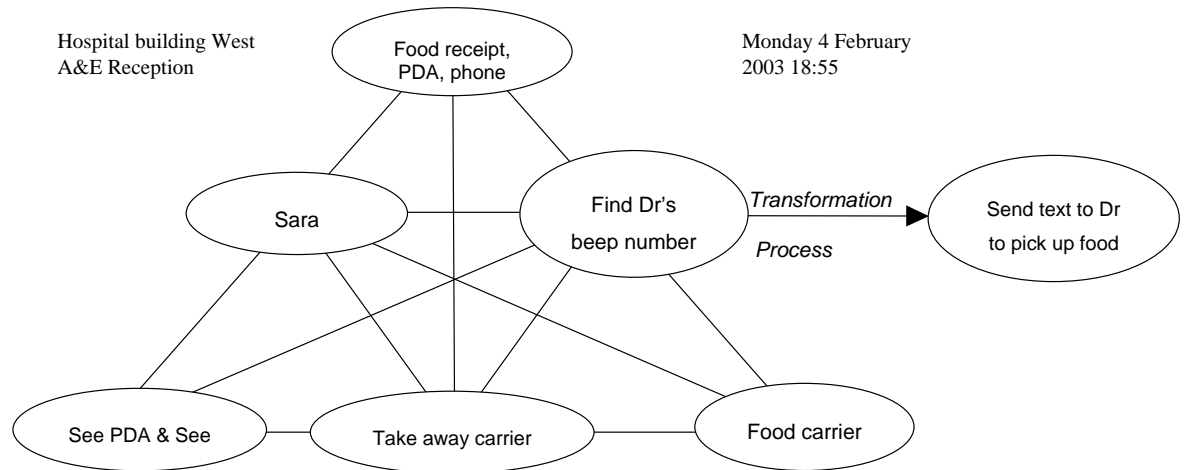 Hospital building West
A&E Reception
Monday 4 February
2003 18:55
Food receipt,
PDA, phone
Sara
Find Dr's
beep number
Transformation
Process
Send text to Dr
to pick up food
See PDA & See
Take away carrier
Food carrier